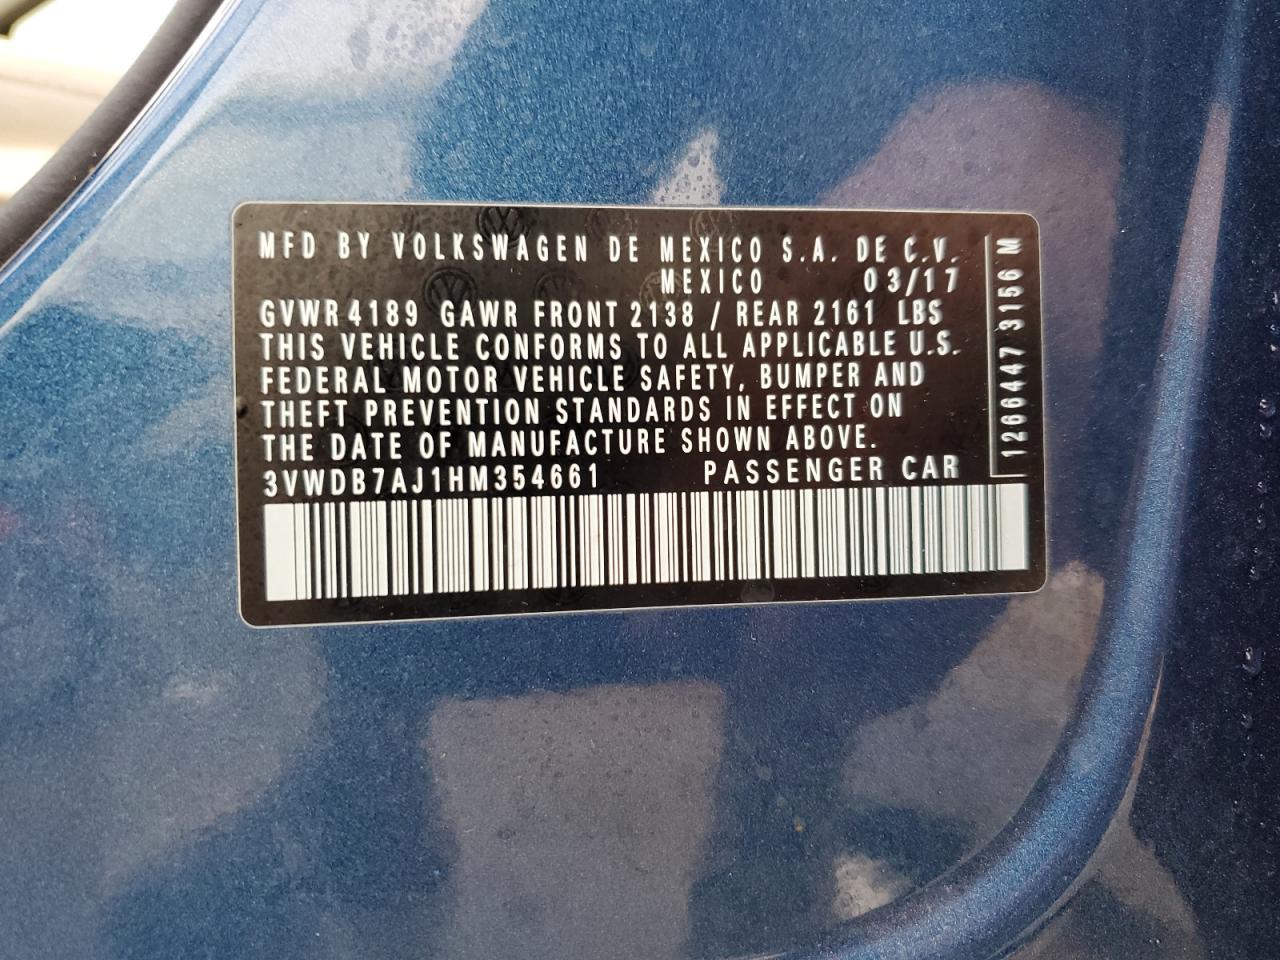 MFD BY VOLKSWAGEN DE MEXICO S.A. DE C.V.
MEXICO 03/17
GVWR 4189 GAWR FRONT 2138 / REAR 2161 LBS
THIS VEHICLE CONFORMS TO ALL APPLICABLE U.S.
FEDERAL MOTOR VEHICLE SAFETY, BUMPER AND
THEFT PREVENTION STANDARDS IN EFFECT ON
THE DATE OF MANUFACTURE SHOWN ABOVE.
3VWDB7AJ1HM354661 PASSENGER CAR
1266447 3156 M